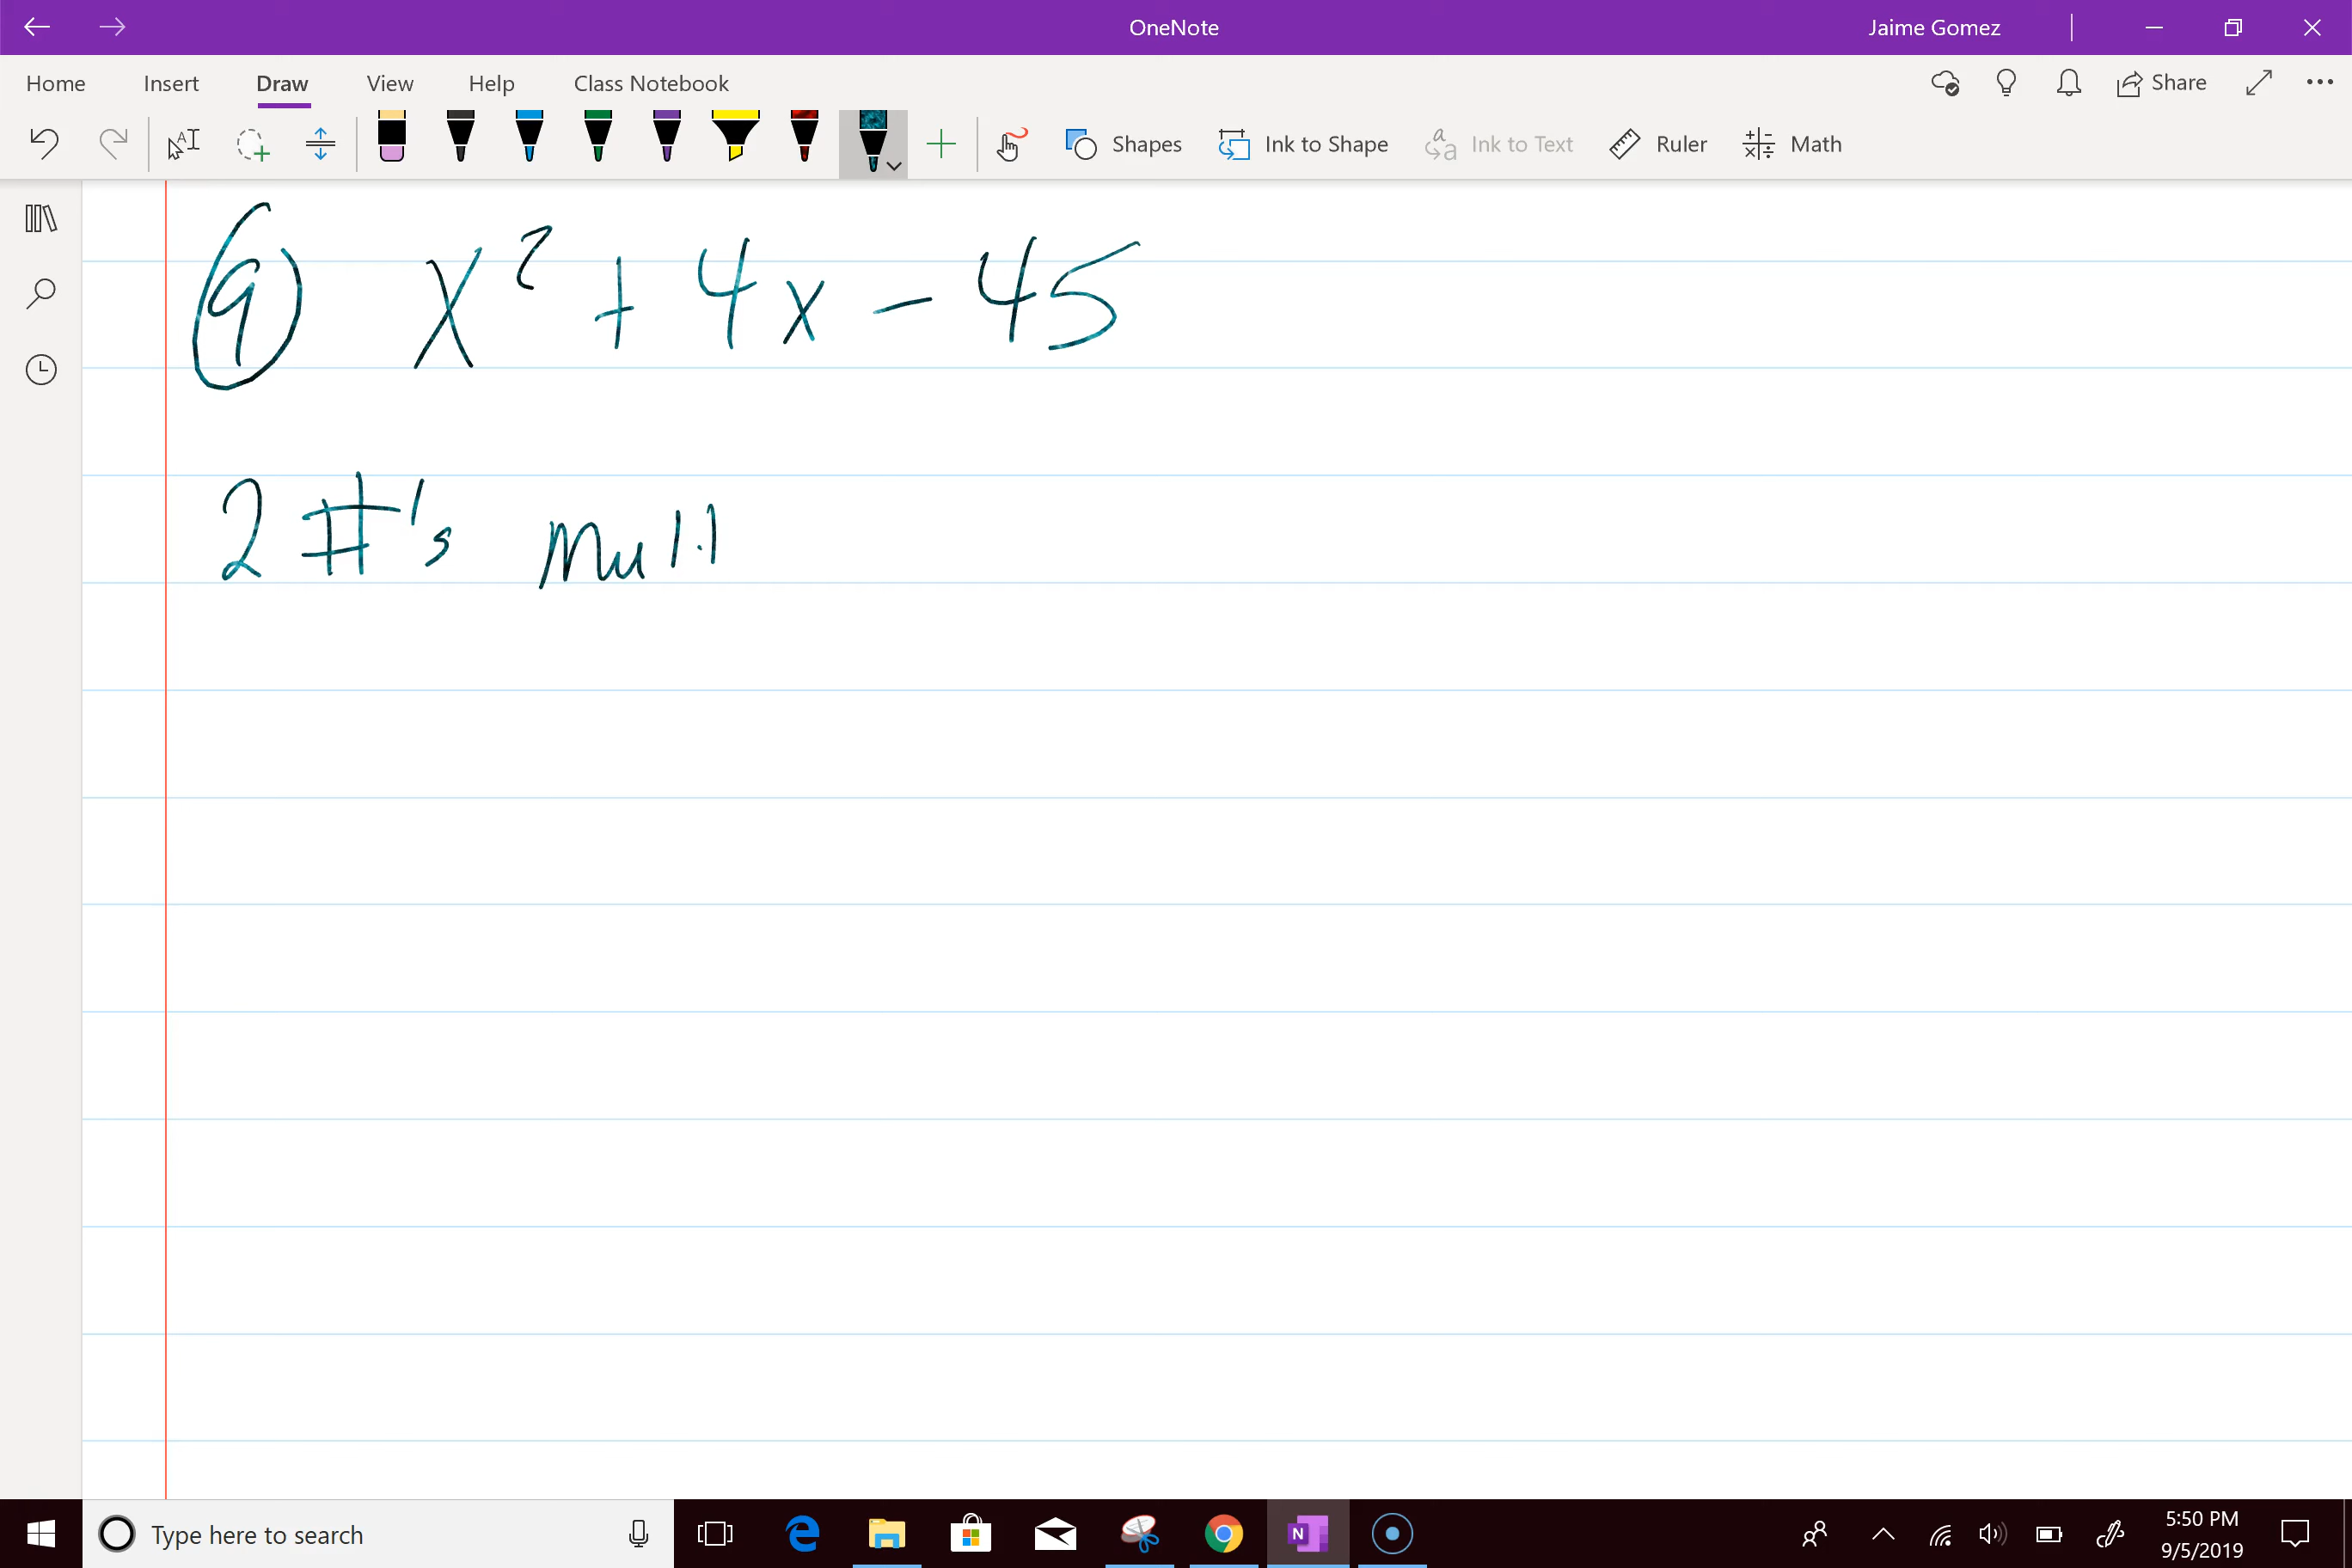 OneNote
Jaime Gomez
Home Insert Draw View Help Class Notebook
Share
Shapes Ink to Shape Ink to Text Ruler Math
9 x² + 4x - 45
2 #'s
Type here to search
5:50 PM
9/5/2019